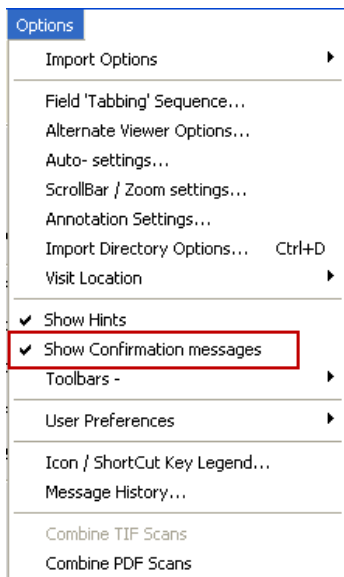 Options
Import Options
Field 'Tabbing' Sequence...
Alternate Viewer Options...
Auto- settings...
ScrollBar / Zoom settings...
Annotation Settings...
Import Directory Options... Ctrl+D
Visit Location
Show Hints
Show Confirmation messages
Toolbars -
User Preferences
Icon / ShortCut Key Legend...
Message History...
Combine TIF Scans
Combine PDF Scans